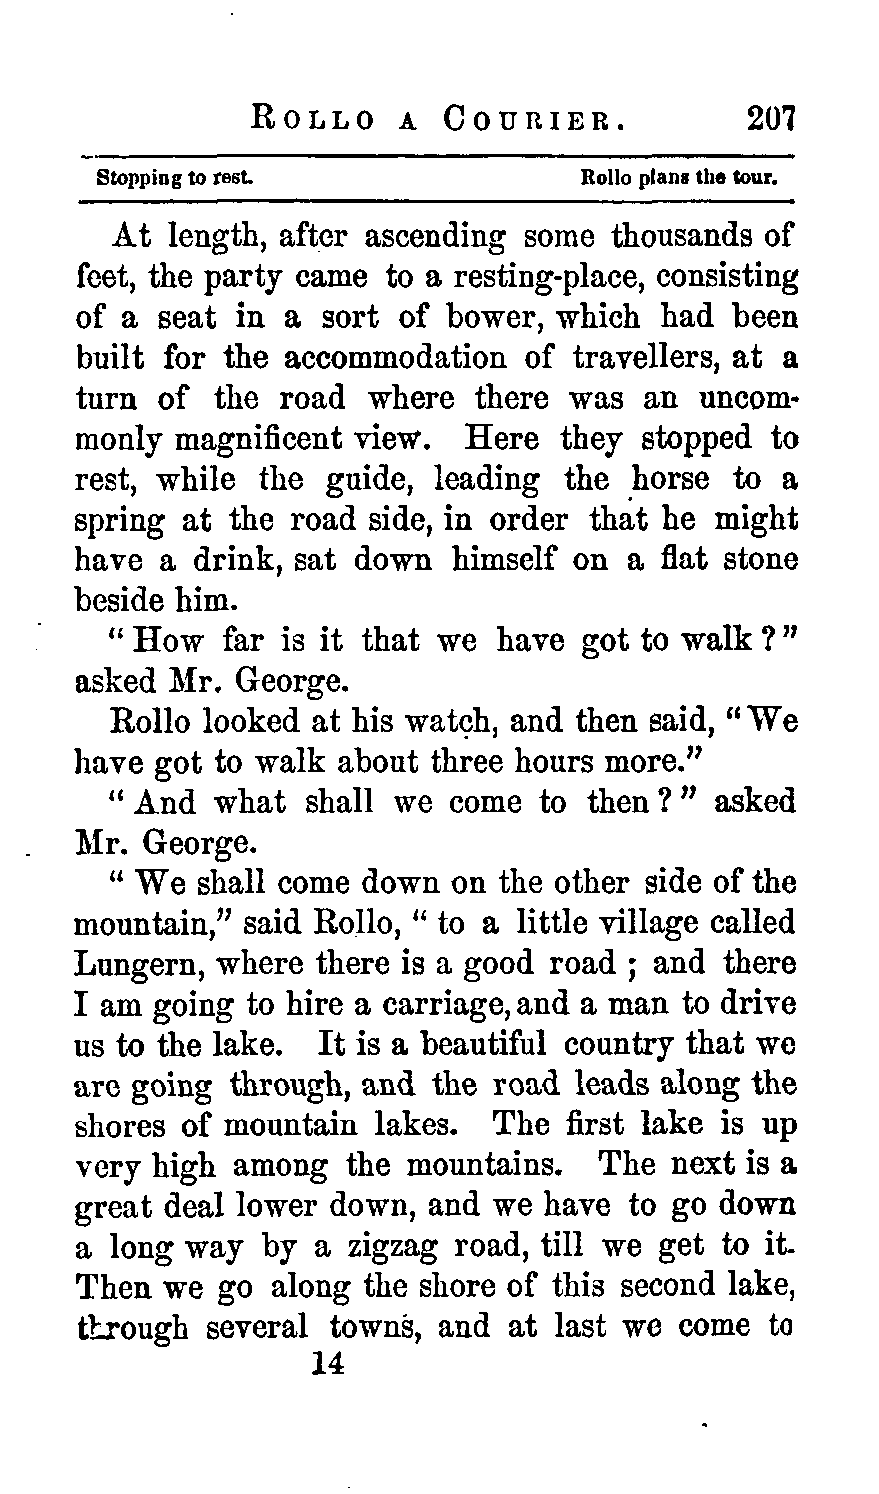 ROLLO A COURIER. 207
Stopping to rest. Rollo plans the tour.
At length, after ascending some thousands of
feet, the party came to a resting-place, consisting
of a seat in a sort of bower, which had been
built for the accommodation of travellers, at a
turn of the road where there was an uncom-
monly magnificent view. Here they stopped to
rest, while the guide, leading the horse to a
spring at the road side, in order that he might
have a drink, sat down himself on a flat stone
beside him.
"How far is it that we have got to walk?"
asked Mr. George.
Rollo looked at his watch, and then said, "We
have got to walk about three hours more."
"And what shall we come to then?" asked
Mr. George.
"We shall come down on the other side of the
mountain," said Rollo, "to a little village called
Lungern, where there is a good road; and there
I am going to hire a carriage, and a man to drive
us to the lake. It is a beautiful country that we
are going through, and the road leads along the
shores of mountain lakes. The first lake is up
very high among the mountains. The next is a
great deal lower down, and we have to go down
a long way by a zigzag road, till we get to it.
Then we go along the shore of this second lake,
through several towns, and at last we come to
14